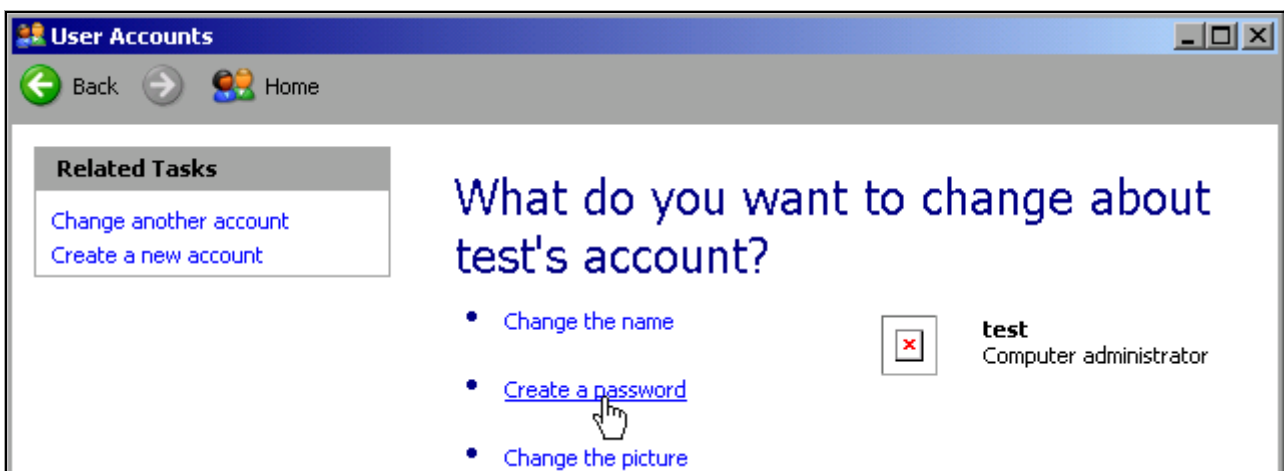 User Accounts
Back Home
Related Tasks
Change another account
Create a new account
What do you want to change about
test's account?
Change the name
Create a password
Change the picture
test
Computer administrator